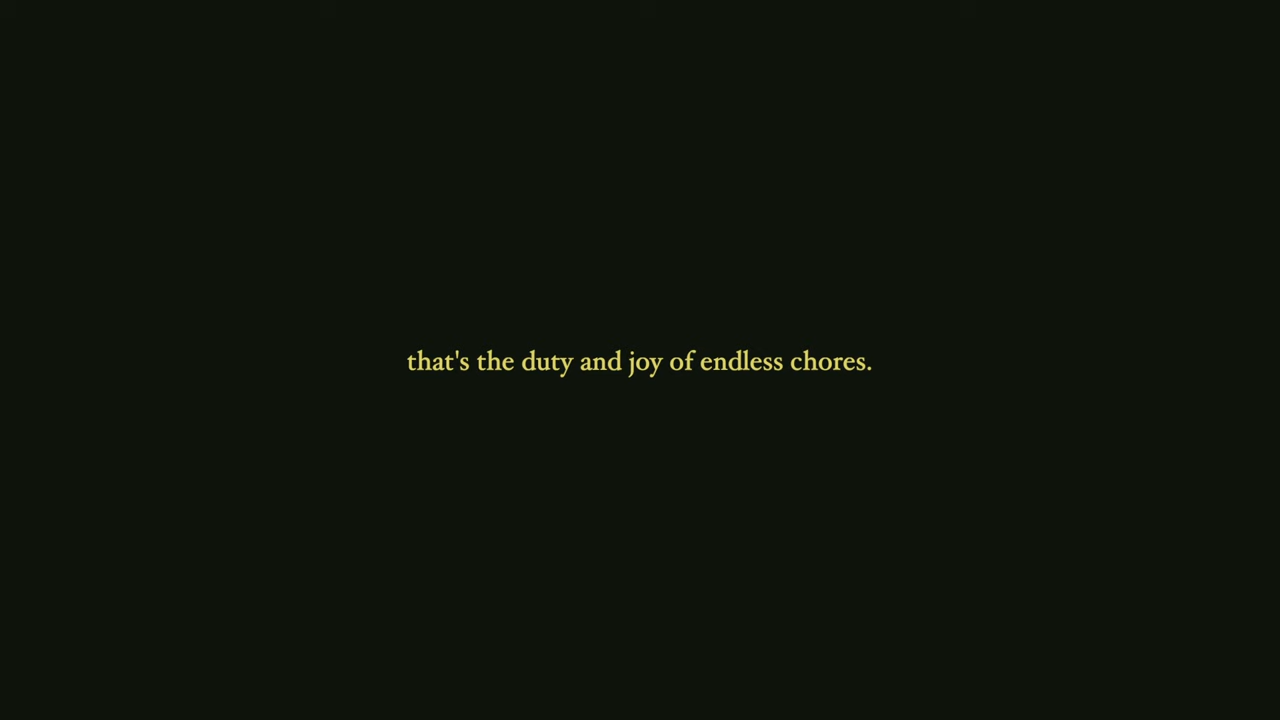 that's the duty and joy of endless chores.